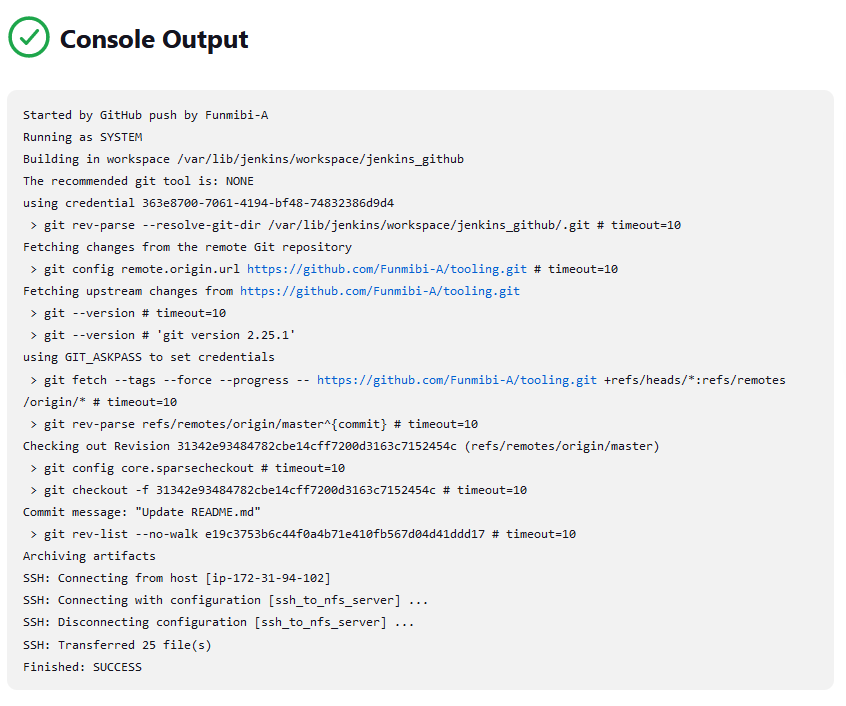 Console Output
Started by GitHub push by Funmibi-A
Running as SYSTEM
Building in workspace /var/lib/jenkins/workspace/jenkins_github
The recommended git tool is: NONE
using credential 363e8700-7061-4194-bf48-74832386d9d4
> git rev-parse --resolve-git-dir /var/lib/jenkins/workspace/jenkins_github/.git # timeout=10
Fetching changes from the remote Git repository
> git config remote.origin.url https://github.com/Funmibi-A/tooling.git # timeout=10
Fetching upstream changes from https://github.com/Funmibi-A/tooling.git
> git --version # timeout=10
> git --version # 'git version 2.25.1'
using GIT_ASKPASS to set credentials
> git fetch --tags --force --progress -- https://github.com/Funmibi-A/tooling.git +refs/heads/*:refs/remotes
/origin/* # timeout=10
> git rev-parse refs/remotes/origin/master^{commit} # timeout=10
Checking out Revision 31342e93484782cbe14cff7200d3163c7152454c (refs/remotes/origin/master)
> git config core.sparsecheckout # timeout=10
> git checkout -f 31342e93484782cbe14cff7200d3163c7152454c # timeout=10
Commit message: "Update README.md"
> git rev-list --no-walk e19c3753b6c44f0a4b71e410fb567d04d41ddd17 # timeout=10
Archiving artifacts
SSH: Connecting from host [ip-172-31-94-102]
SSH: Connecting with configuration [ssh_to_nfs_server] ...
SSH: Disconnecting configuration [ssh_to_nfs_server] ...
SSH: Transferred 25 file(s)
Finished: SUCCESS